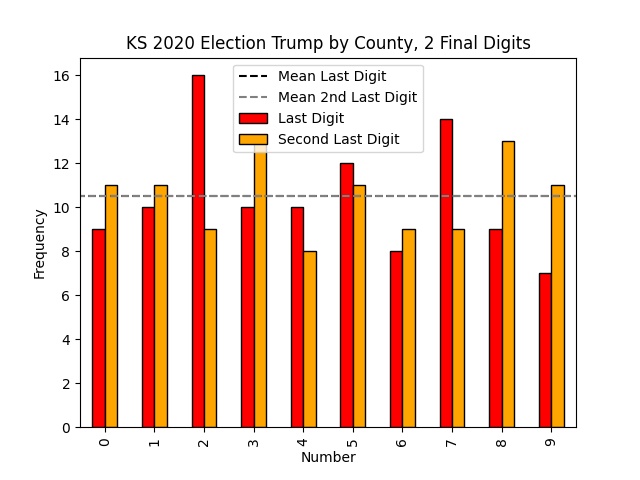 KS 2020 Election Trump by County, 2 Final Digits
Mean Last Digit
Mean 2nd Last Digit
Last Digit
Second Last Digit
16
14
12
10
8
6
4
2
0
Frequency
0 1 2 3 4 5 6 7 8 9
Number